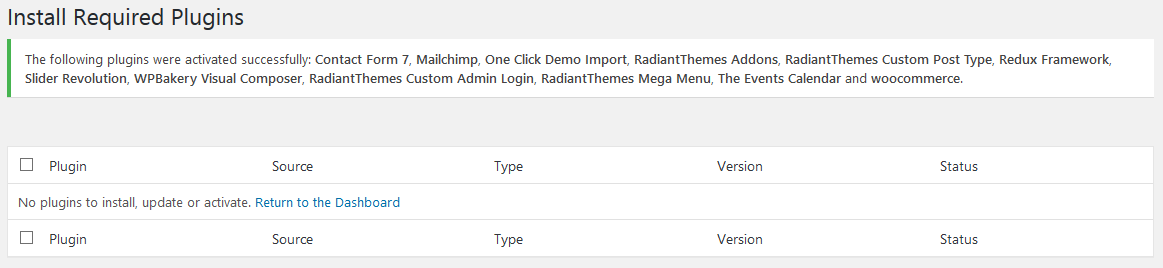 Install Required Plugins
The following plugins were activated successfully: Contact Form 7, Mailchimp, One Click Demo Import, RadiantThemes Addons, RadiantThemes Custom Post Type, Redux Framework,
Slider Revolution, WPBakery Visual Composer, RadiantThemes Custom Admin Login, RadiantThemes Mega Menu, The Events Calendar and woocommerce.
Plugin Source Type Version Status
No plugins to install, update or activate. Return to the Dashboard
Plugin Source Type Version Status